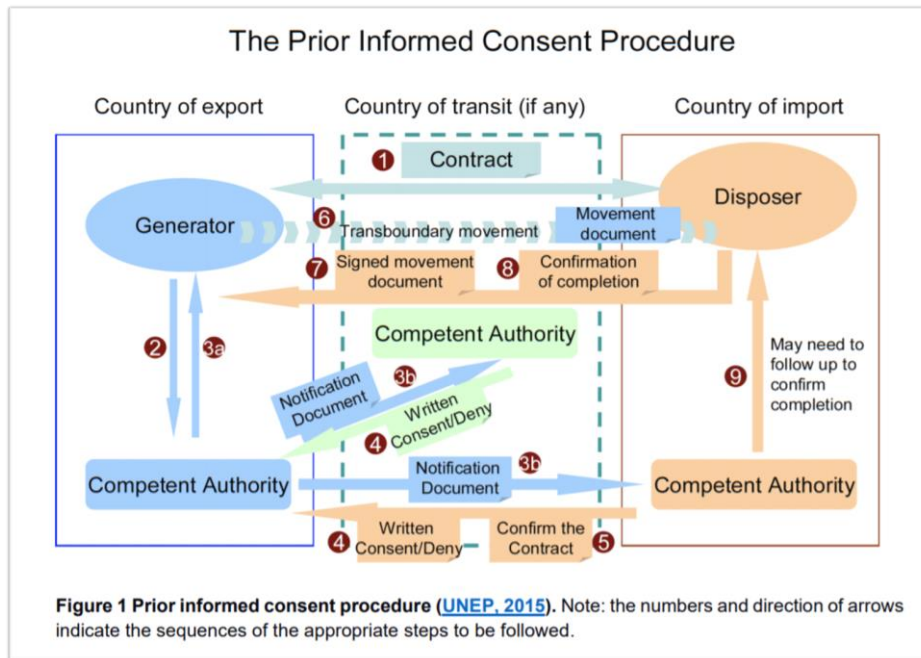 The Prior Informed Consent Procedure
Country of export
Country of transit (if any)
Country of import
1
Contract
Generator
Disposer
6
Transboundary movement
Movement
document
7
Signed movement
document
8
Confirmation
of completion
2
3a
Competent Authority
Notification
Document
3b
4
Written
Consent/Deny
9
May need to
follow up to
confirm
completion
Competent Authority
Notification
Document
3b
Competent Authority
4
Written
Consent/Deny
Confirm the
Contract
5
Figure 1 Prior informed consent procedure (UNEP, 2015). Note: the numbers and direction of arrows
indicate the sequences of the appropriate steps to be followed.